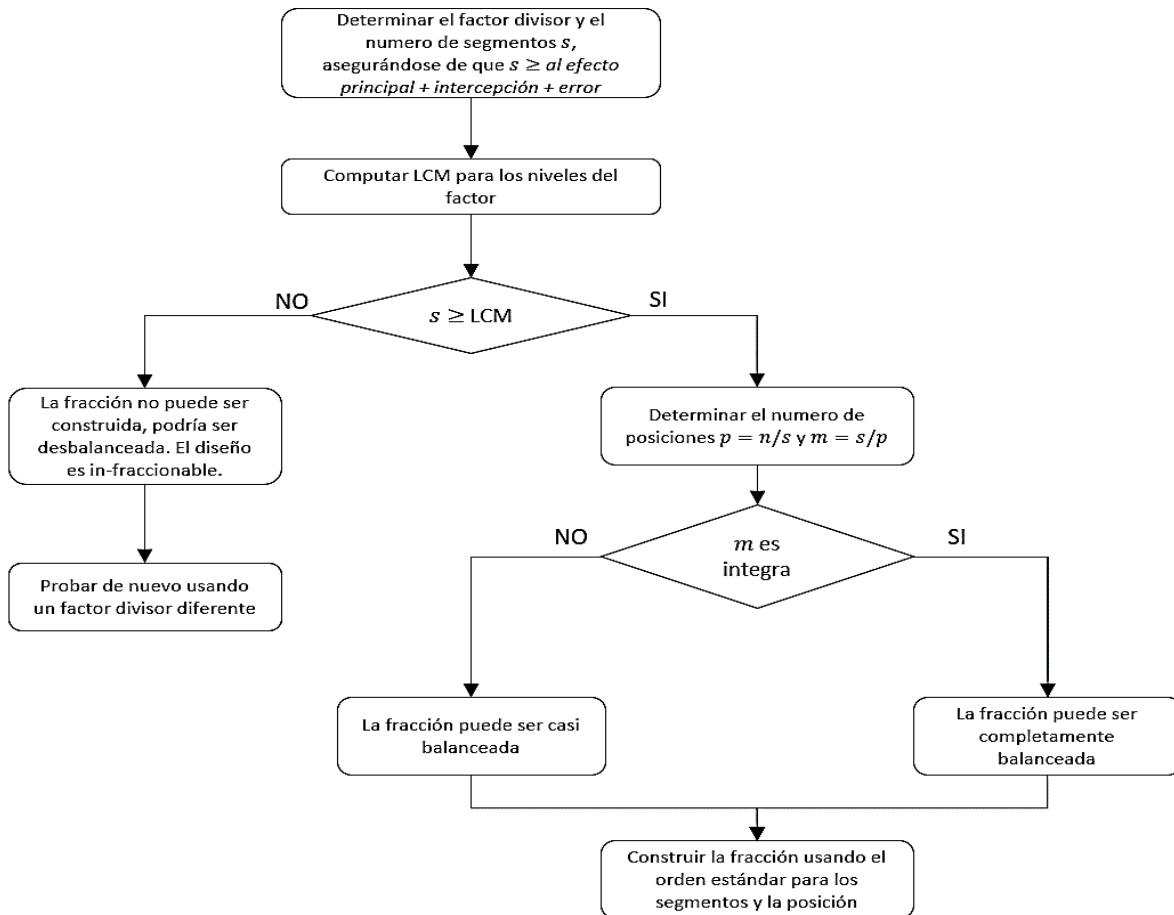 Determinar el factor divisor y el
numero de segmentos s,
asegurándose de que s ≥ al efecto
principal + intercepción + error
Computar LCM para los niveles del
factor
NO
s ≥ LCM
SI
La fracción no puede ser
construida, podría ser
desbalanceada. El diseño
es in-fraccionable.
Probar de nuevo usando
un factor divisor diferente
Determinar el numero de
posiciones p = n/s y m = s/p
NO
m es
integra
SI
La fracción puede ser casi
balanceada
La fracción puede ser
completamente
balanceada
Construir la fracción usando el
orden estándar para los
segmentos y la posición